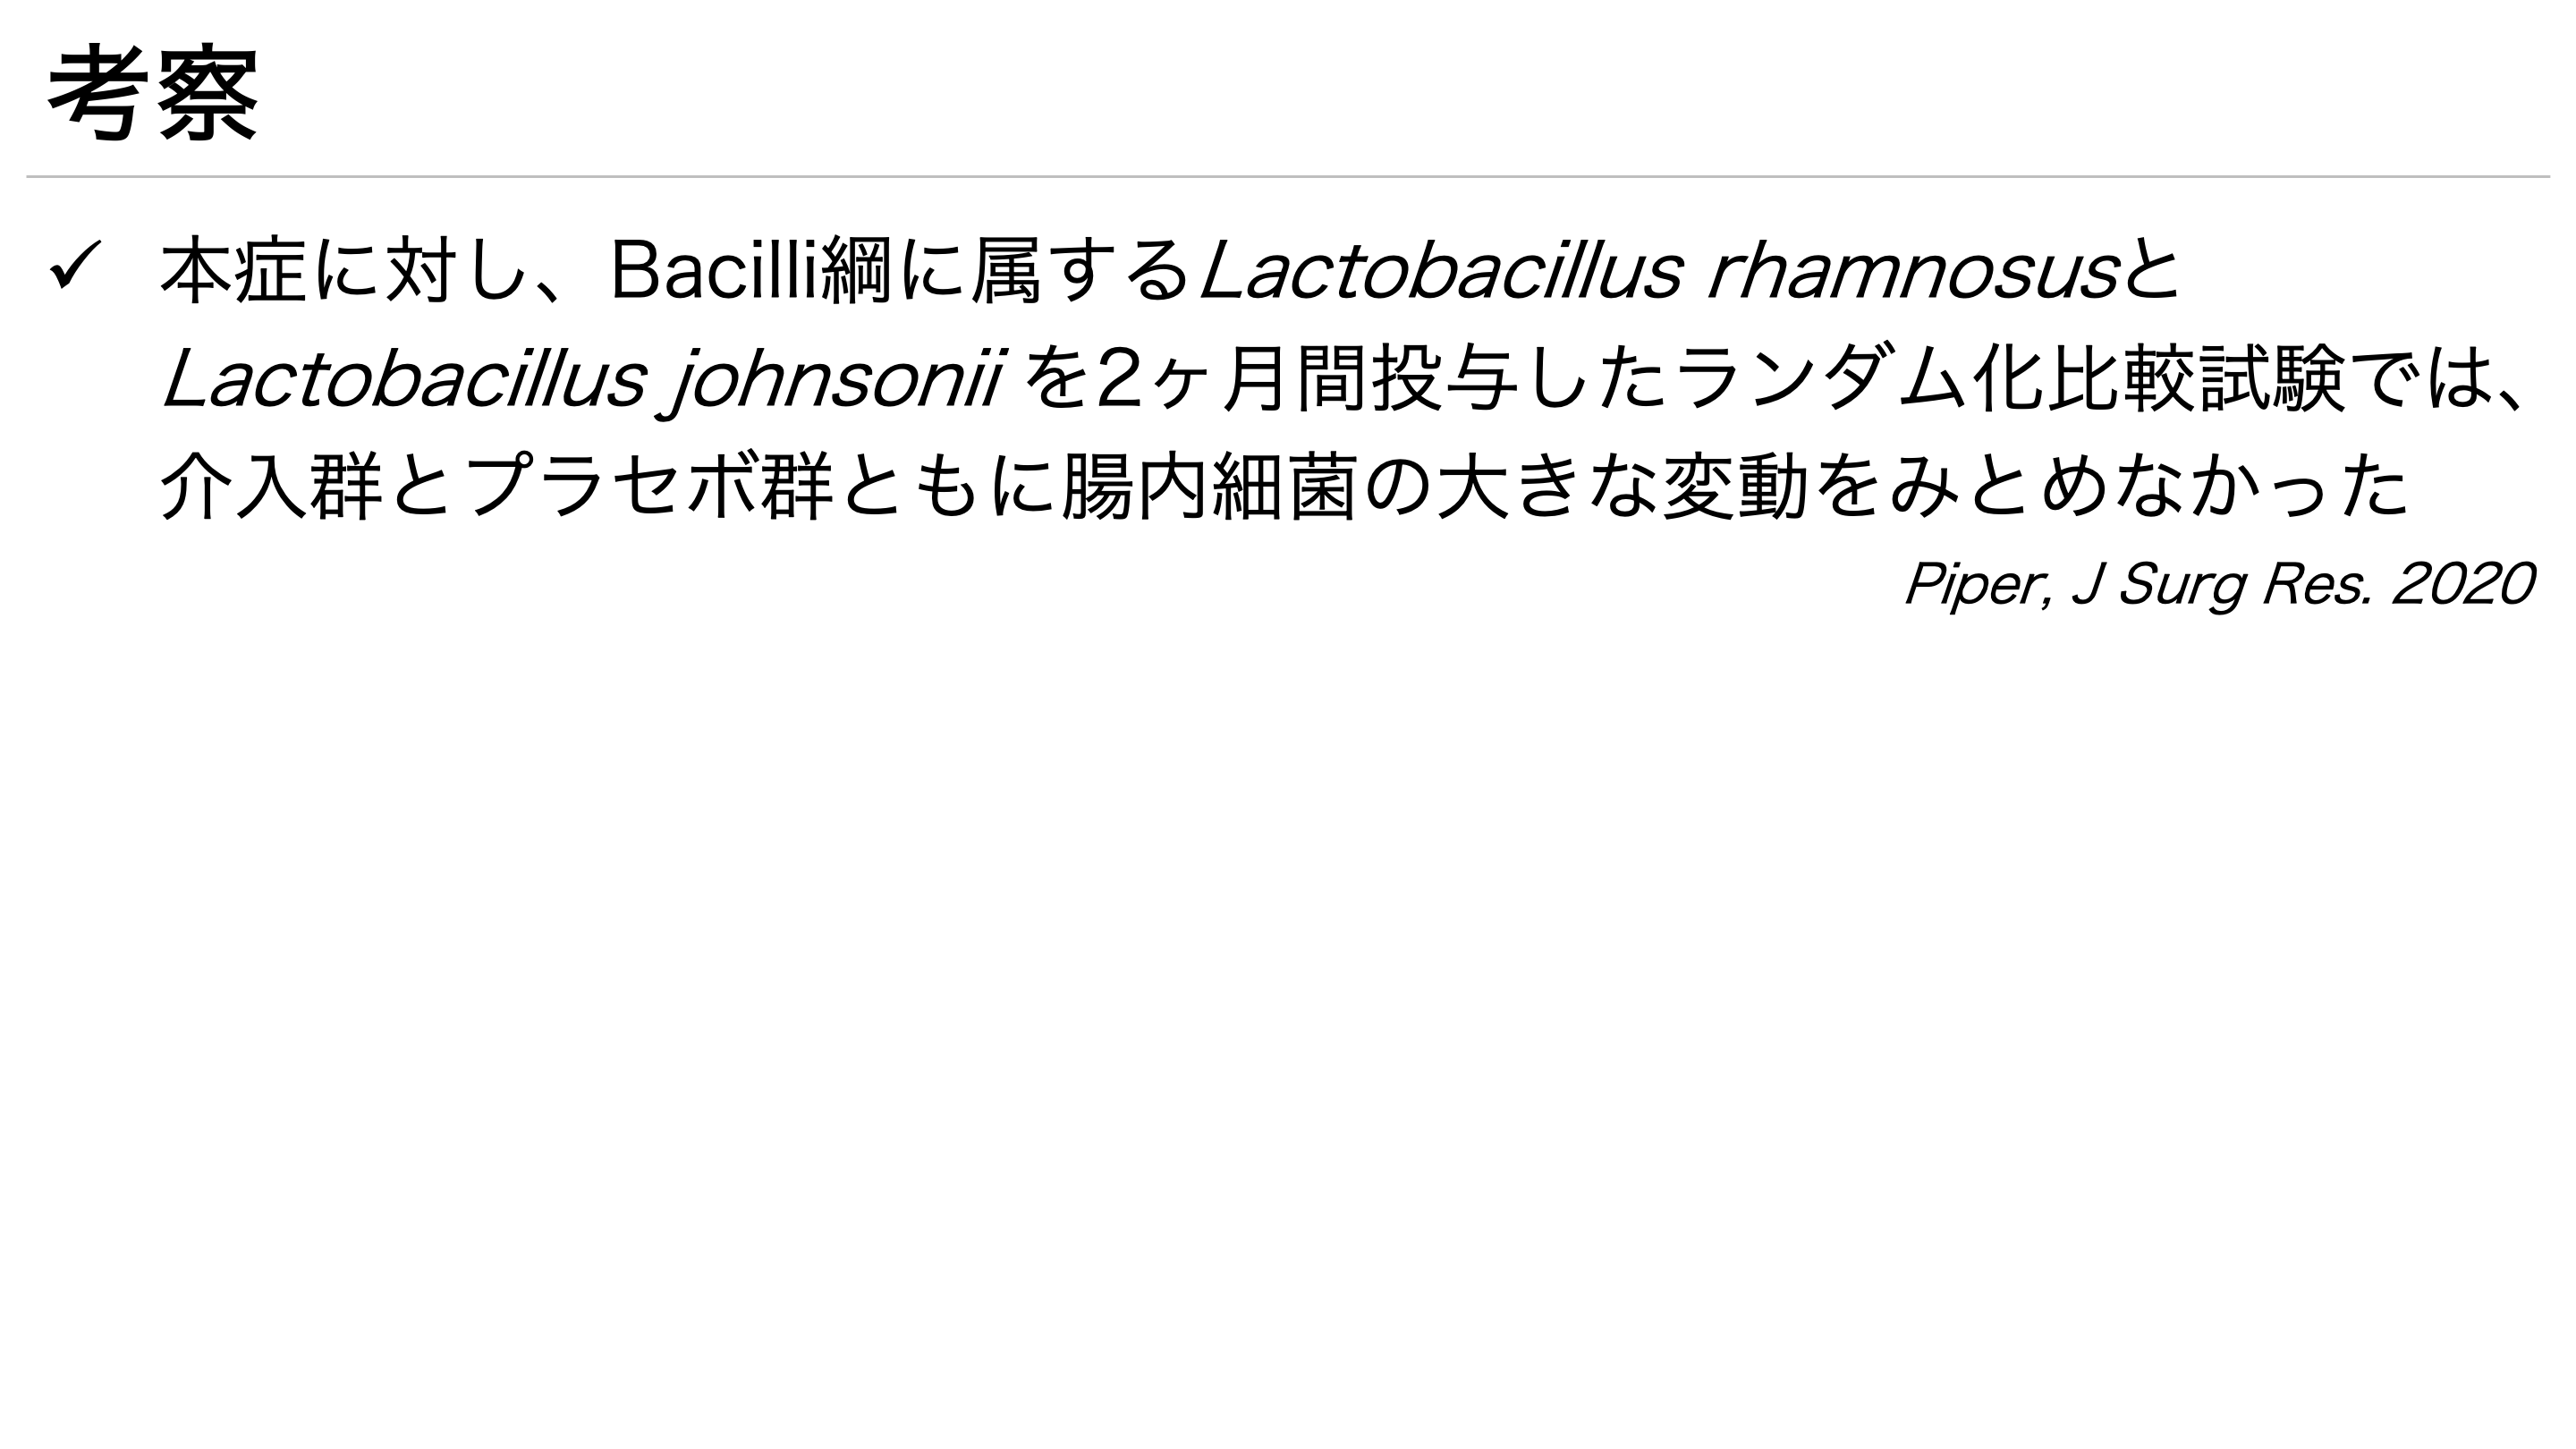 考察
✓ 本症に対し、Bacilli綱に属するLactobacillus rhamnosusと
Lactobacillus johnsonii を2ヶ月間投与したランダム化比較試験では、
介入群とプラセボ群ともに腸内細菌の大きな変動をみとめなかった
Piper, J Surg Res. 2020